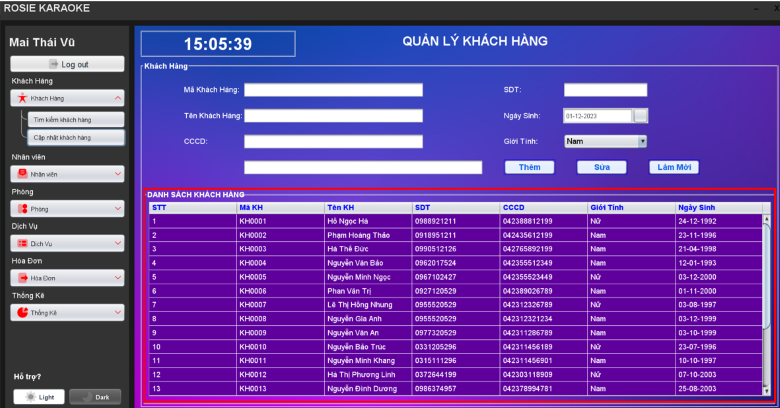 ROSIE KARAOKE
Mai Thái Vũ
Log out
Khách Hàng
Khách Hàng
Tìm kiếm khách hàng
Cập nhật khách hàng
Nhân viên
Nhân viên
Phòng
Phòng
Dịch Vụ
Dịch Vụ
Hóa Đơn
Hóa Đơn
Thống Kê
Thống Kê
Hỗ trợ?
Light Dark
15:05:39
QUẢN LÝ KHÁCH HÀNG
Khách Hàng
Mã Khách Hàng: SDT:
Tên Khách Hàng: Ngày Sinh: 01-12-2023
CCCD: Giới Tính: Nam
Thêm Sửa Làm Mới
DANH SÁCH KHÁCH HÀNG
STT Mã KH Tên KH SDT CCCD Giới Tính Ngày Sinh
1 KH0001 Hồ Ngọc Hà 0988921211 042388812199 Nữ 24-12-1992
2 KH0002 Phạm Hoàng Thảo 0918951211 042435612199 Nam 23-11-1996
3 KH0003 Hà Thế Đức 0990512126 042765892199 Nam 21-04-1998
4 KH0004 Nguyễn Văn Bảo 0962017524 042355512349 Nam 12-01-1993
5 KH0005 Nguyễn Minh Ngọc 0967102427 042355523449 Nữ 03-12-2000
6 KH0006 Phan Văn Trị 0927120529 042389026789 Nam 01-11-2000
7 KH0007 Lê Thị Hồng Nhung 0955520529 042312326789 Nữ 03-08-1997
8 KH0008 Nguyễn Gia Anh 0955520529 042312321234 Nam 03-12-1999
9 KH0009 Nguyễn Văn An 0977320529 042311286789 Nam 03-10-1999
10 KH0010 Nguyễn Bảo Trúc 0331205296 042311456189 Nữ 23-07-1996
11 KH0011 Nguyễn Minh Khang 0315111296 042311456901 Nam 10-10-1997
12 KH0012 Hà Thị Phương Linh 0372644199 042303118909 Nữ 07-10-2003
13 KH0013 Nguyễn Đình Dương 0986374957 042378994781 Nam 25-08-2003